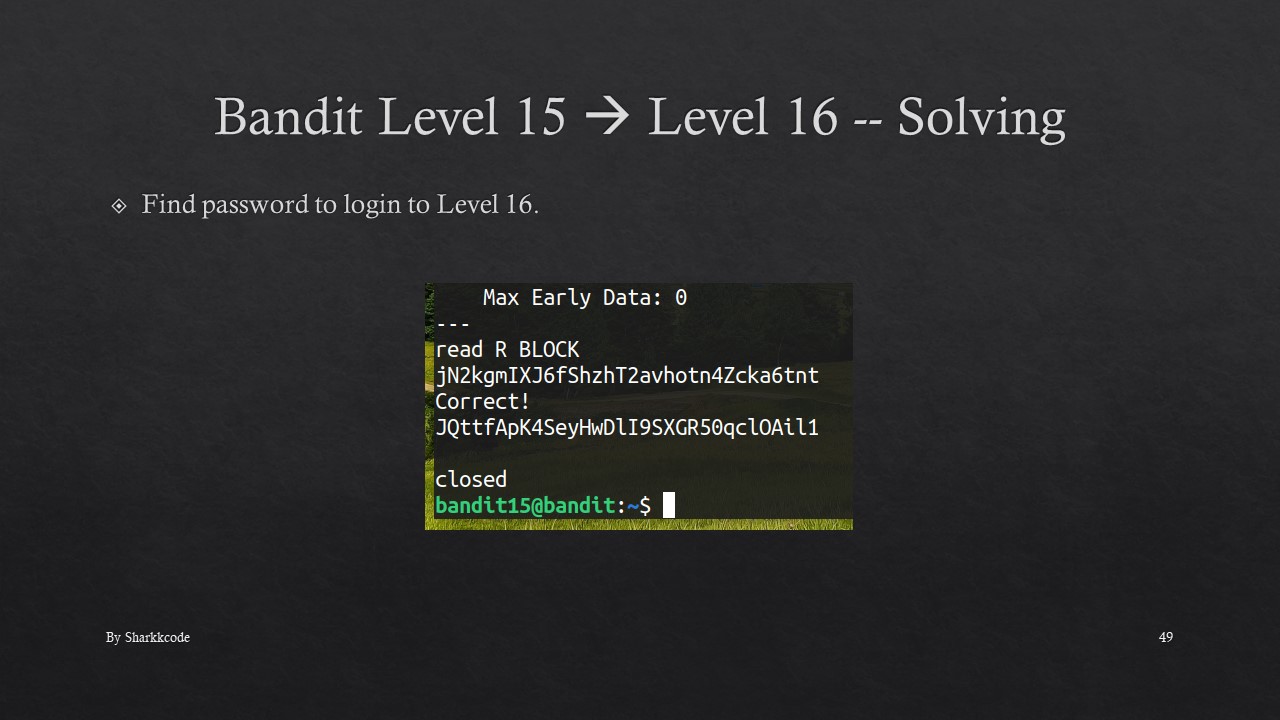 Bandit Level 15 → Level 16 -- Solving
Find password to login to Level 16.
Max Early Data: 0
---
read R BLOCK
jN2kgmIXJ6fShzhT2avhotn4Zcka6tnt
Correct!
JQttfApK4SeyHwDlI9SXGR50qclOAil1
closed
bandit15@bandit:~$
By Sharkkcode
49